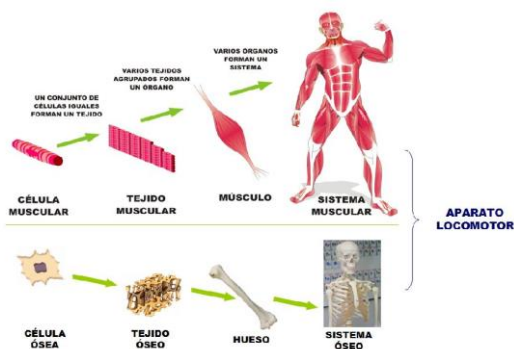 VARIOS ÓRGANOS
FORMAN UN
SISTEMA
VARIOS TEJIDOS
AGRUPADOS FORMAN
UN ÓRGANO
UN CONJUNTO DE
CÉLULAS IGUALES
FORMAN UN TEJIDO
CÉLULA
MUSCULAR
TEJIDO
MUSCULAR
MÚSCULO
SISTEMA
MUSCULAR
APARATO
LOCOMOTOR
CÉLULA
ÓSEA
TEJIDO
ÓSEO
HUESO
SISTEMA
ÓSEO